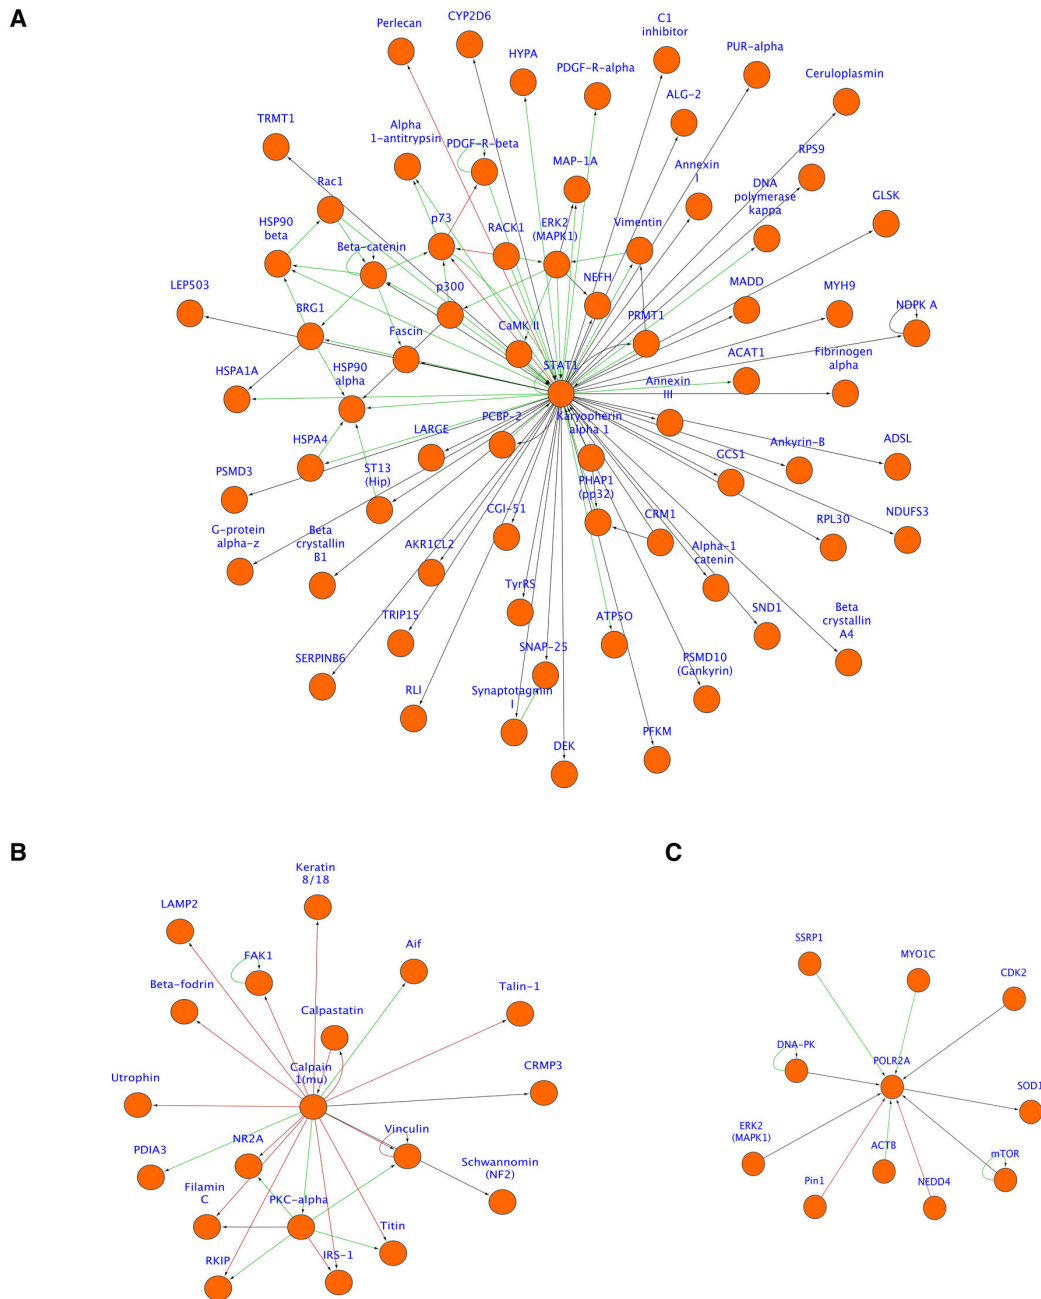 A
Perlecan
CYP2D6
HYPA
PDGF-R-alpha
C1
inhibitor
PUR-alpha
Ceruloplasmin
ALG-2
TRMT1
Alpha
1-antitrypsin
PDGF-R-beta
MAP-1A
Annexin
I
RPS9
DNA
polymerase
kappa
GLSK
Rac1
HSP90
beta
p73
RACK1
ERK2
(MAPK1)
Vimentin
Beta-catenin
NEFH
MADD
MYH9
NDPK A
LEP503
BRG1
p300
Fascin
CaMK II
PRMT1
STAT1
ACAT1
Fibrinogen
alpha
HSPA1A
HSP90
alpha
Annexin
III
HSPA4
LARGE
PCBP-2
Karyopherin
alpha 1
Ankyrin-B
ADSL
PSMD3
ST13
(Hip)
PHAP1
(pp32)
GCS1
G-protein
alpha-z
Beta
crystallin
B1
CGI-51
CRM1
RPL30
NDUFS3
AKR1CL2
Alpha-1
catenin
TyrRS
TRIP15
ATP5O
SND1
Beta
crystallin
A4
SERPINB6
SNAP-25
PSMD10
(Gankyrin)
RLI
Synaptotagmin
I
DEK
PFKM
B
Keratin
8/18
LAMP2
FAK1
Aif
Beta-fodrin
Calpastatin
Talin-1
Calpain
1(mu)
CRMP3
Utrophin
Vinculin
PDIA3
NR2A
Schwannomin
(NF2)
Filamin
C
PKC-alpha
Titin
RKIP
IRS-1
C
SSRP1
MYO1C
CDK2
DNA-PK
POLR2A
SOD1
ERK2
(MAPK1)
ACTB
mTOR
Pin1
NEDD4